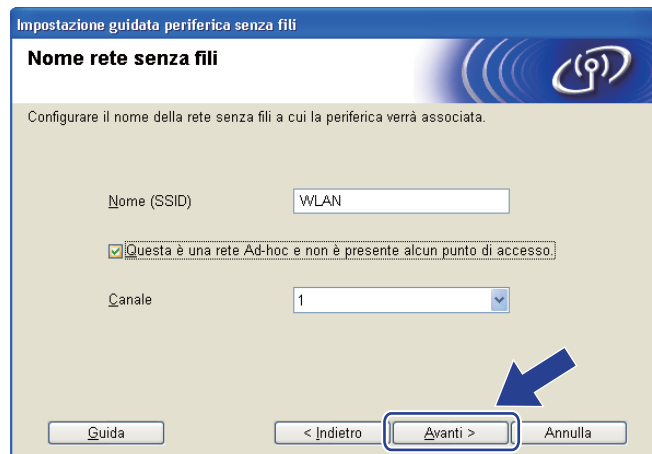 Impostazione guidata periferica senza fili
Nome rete senza fili
Configurare il nome della rete senza fili a cui la periferica verrà associata.
Nome (SSID) WLAN
Questa è una rete Ad-hoc e non è presente alcun punto di accesso.
Canale 1
Guida < Indietro Avanti > Annulla